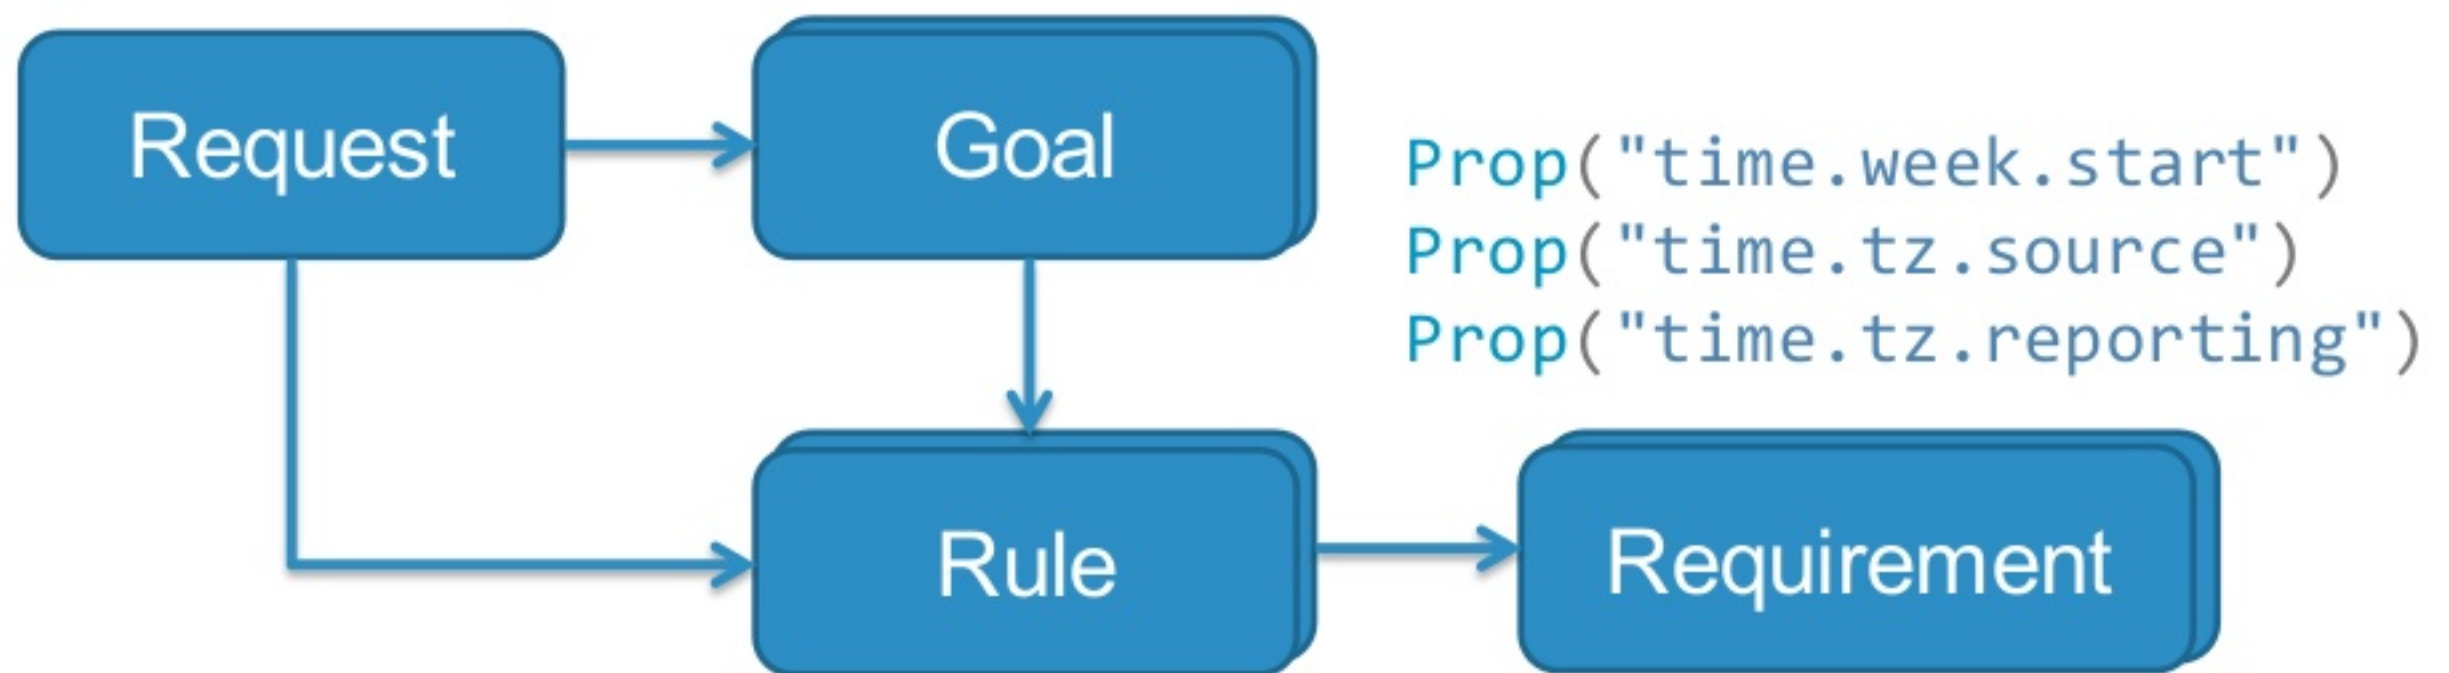 Request
Goal
Prop("time.week.start")
Prop("time.tz.source")
Prop("time.tz.reporting")
Rule
Requirement